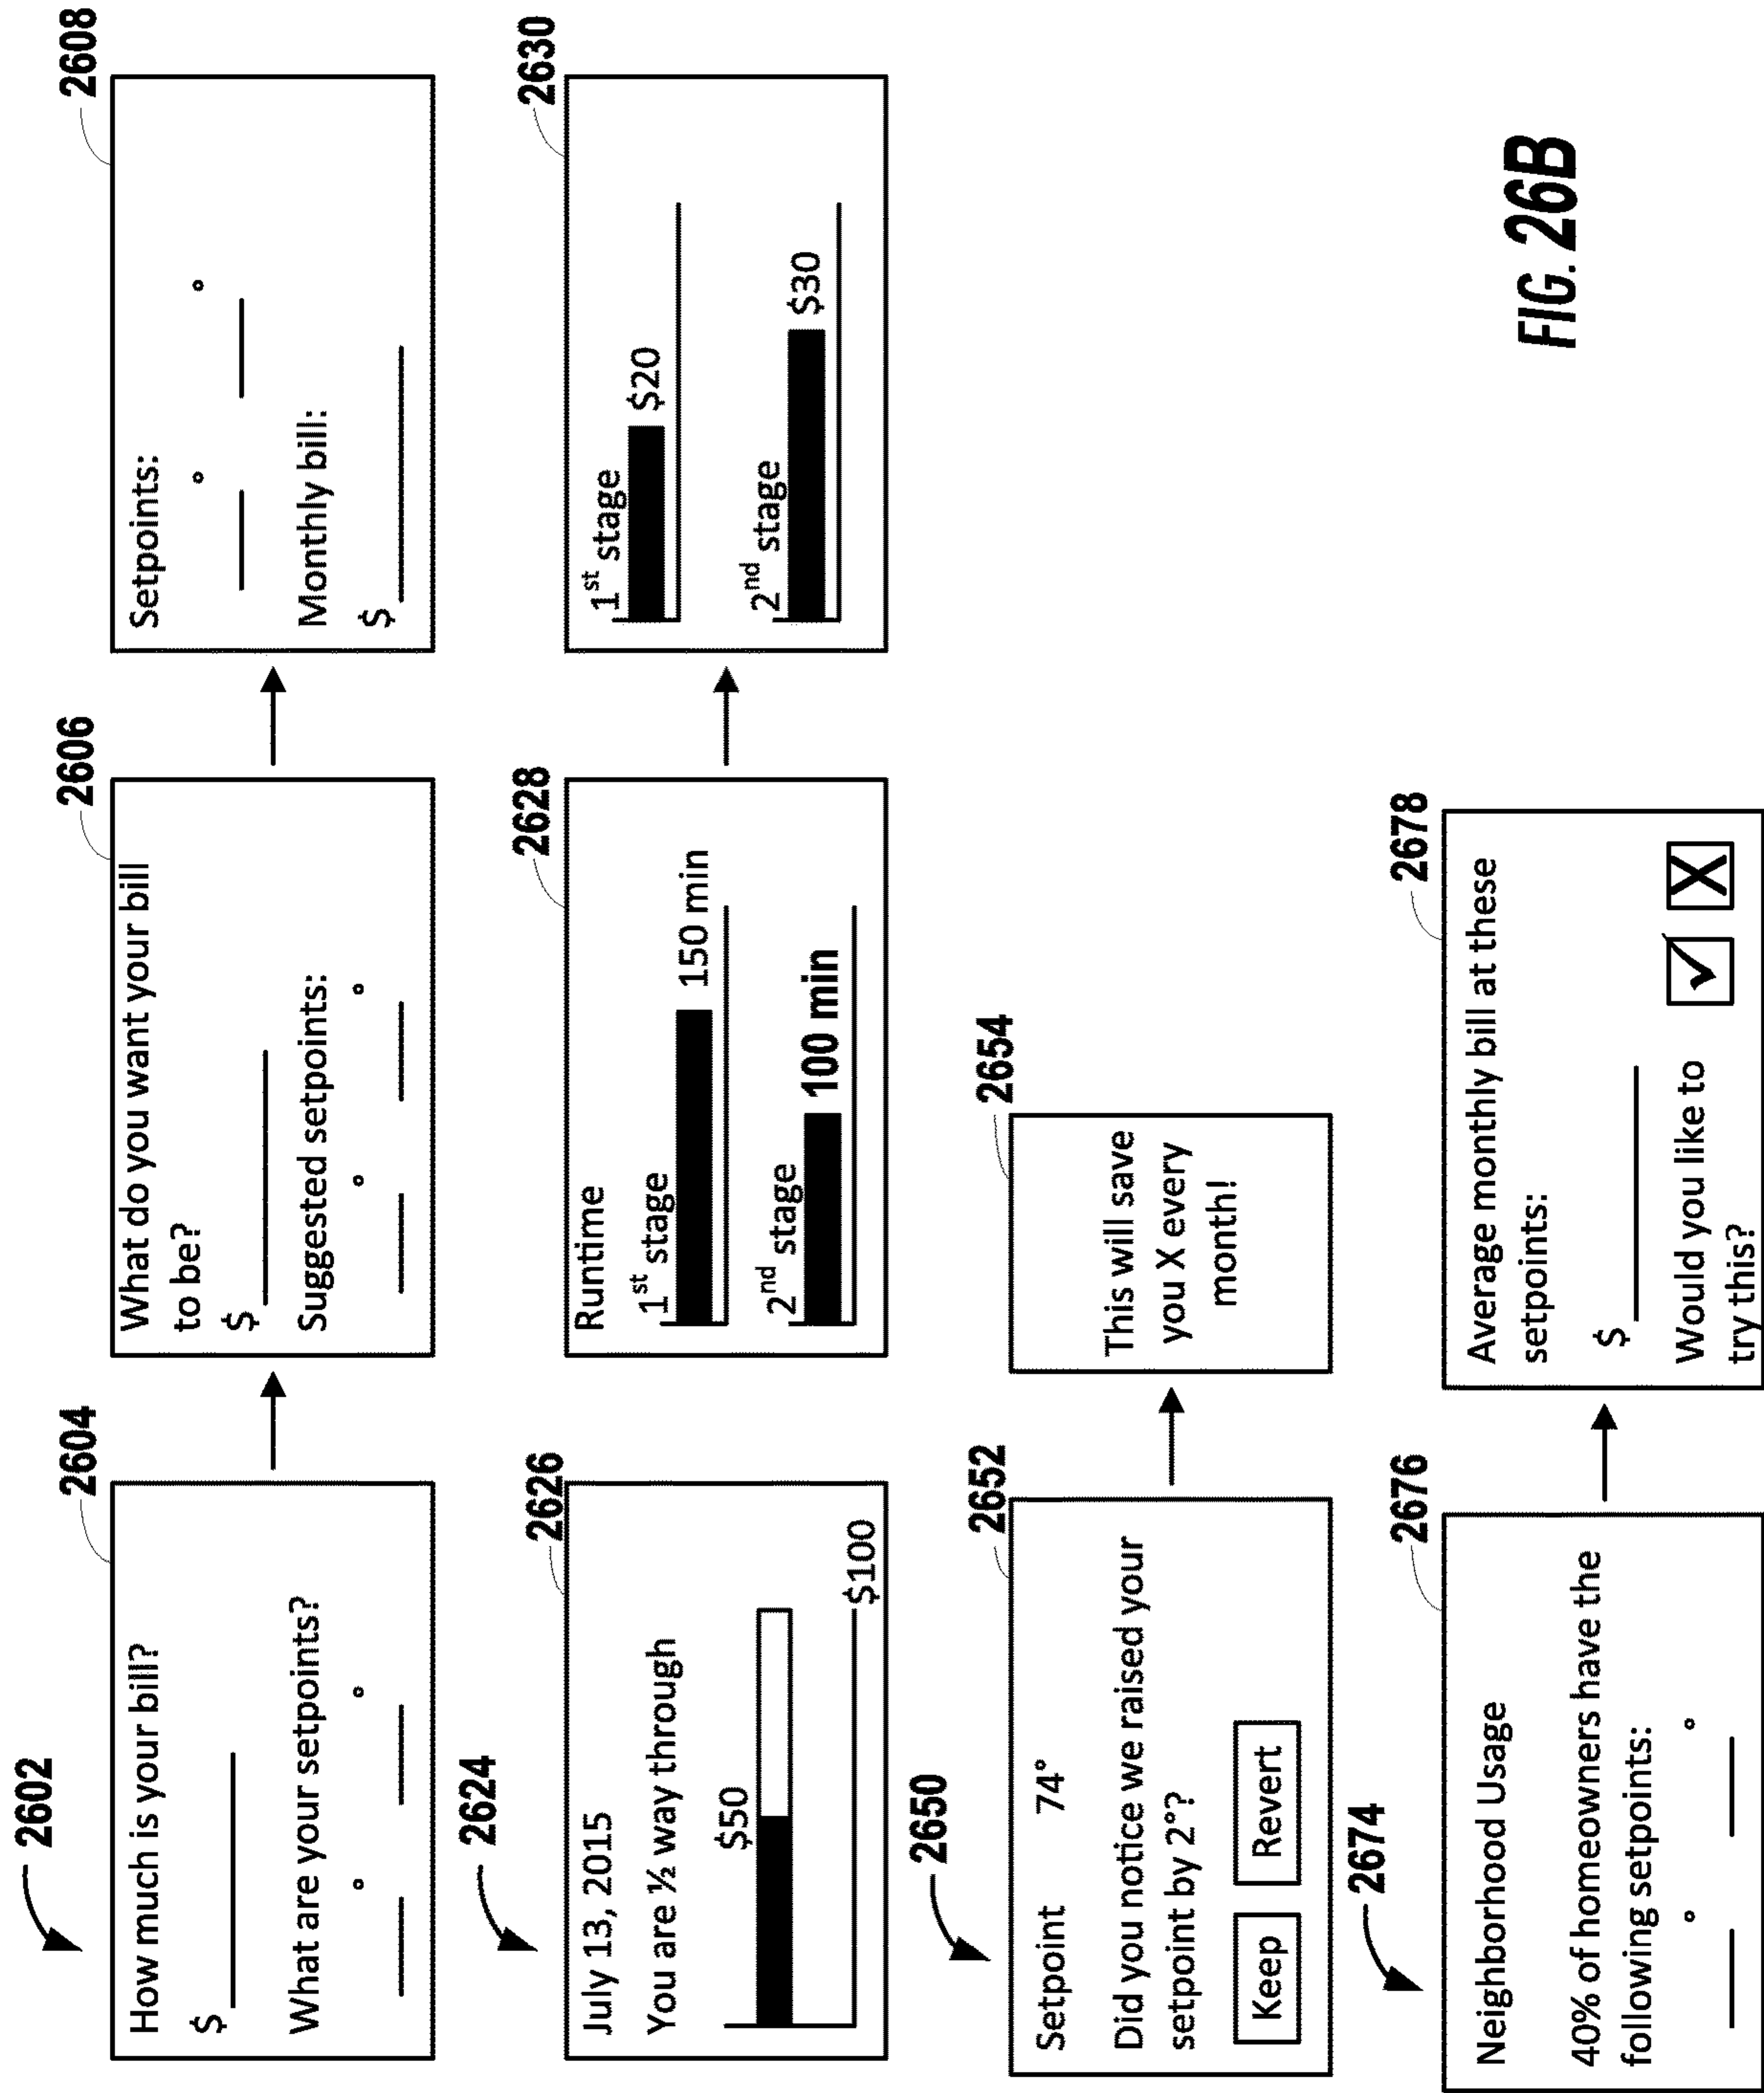 2602
2604
How much is your bill?
$
What are your setpoints?
° °
2606
What do you want your bill
to be?
$
Suggested setpoints:
° °
2608
Setpoints:
° °
Monthly bill:
$
2624
2626
July 13, 2015
You are ½ way through
$50
$100
2628
Runtime
1st stage
150 min
2nd stage
100 min
2630
1st stage
$20
2nd stage
$30
2650
2652
Setpoint 74°
Did you notice we raised your
setpoint by 2°?
Keep Revert
2654
This will save
you X every
month!
2674
2676
Neighborhood Usage
40% of homeowners have the
following setpoints:
° °
2678
Average monthly bill at these
setpoints:
$
Would you like to
try this?
✓ X
FIG. 26B